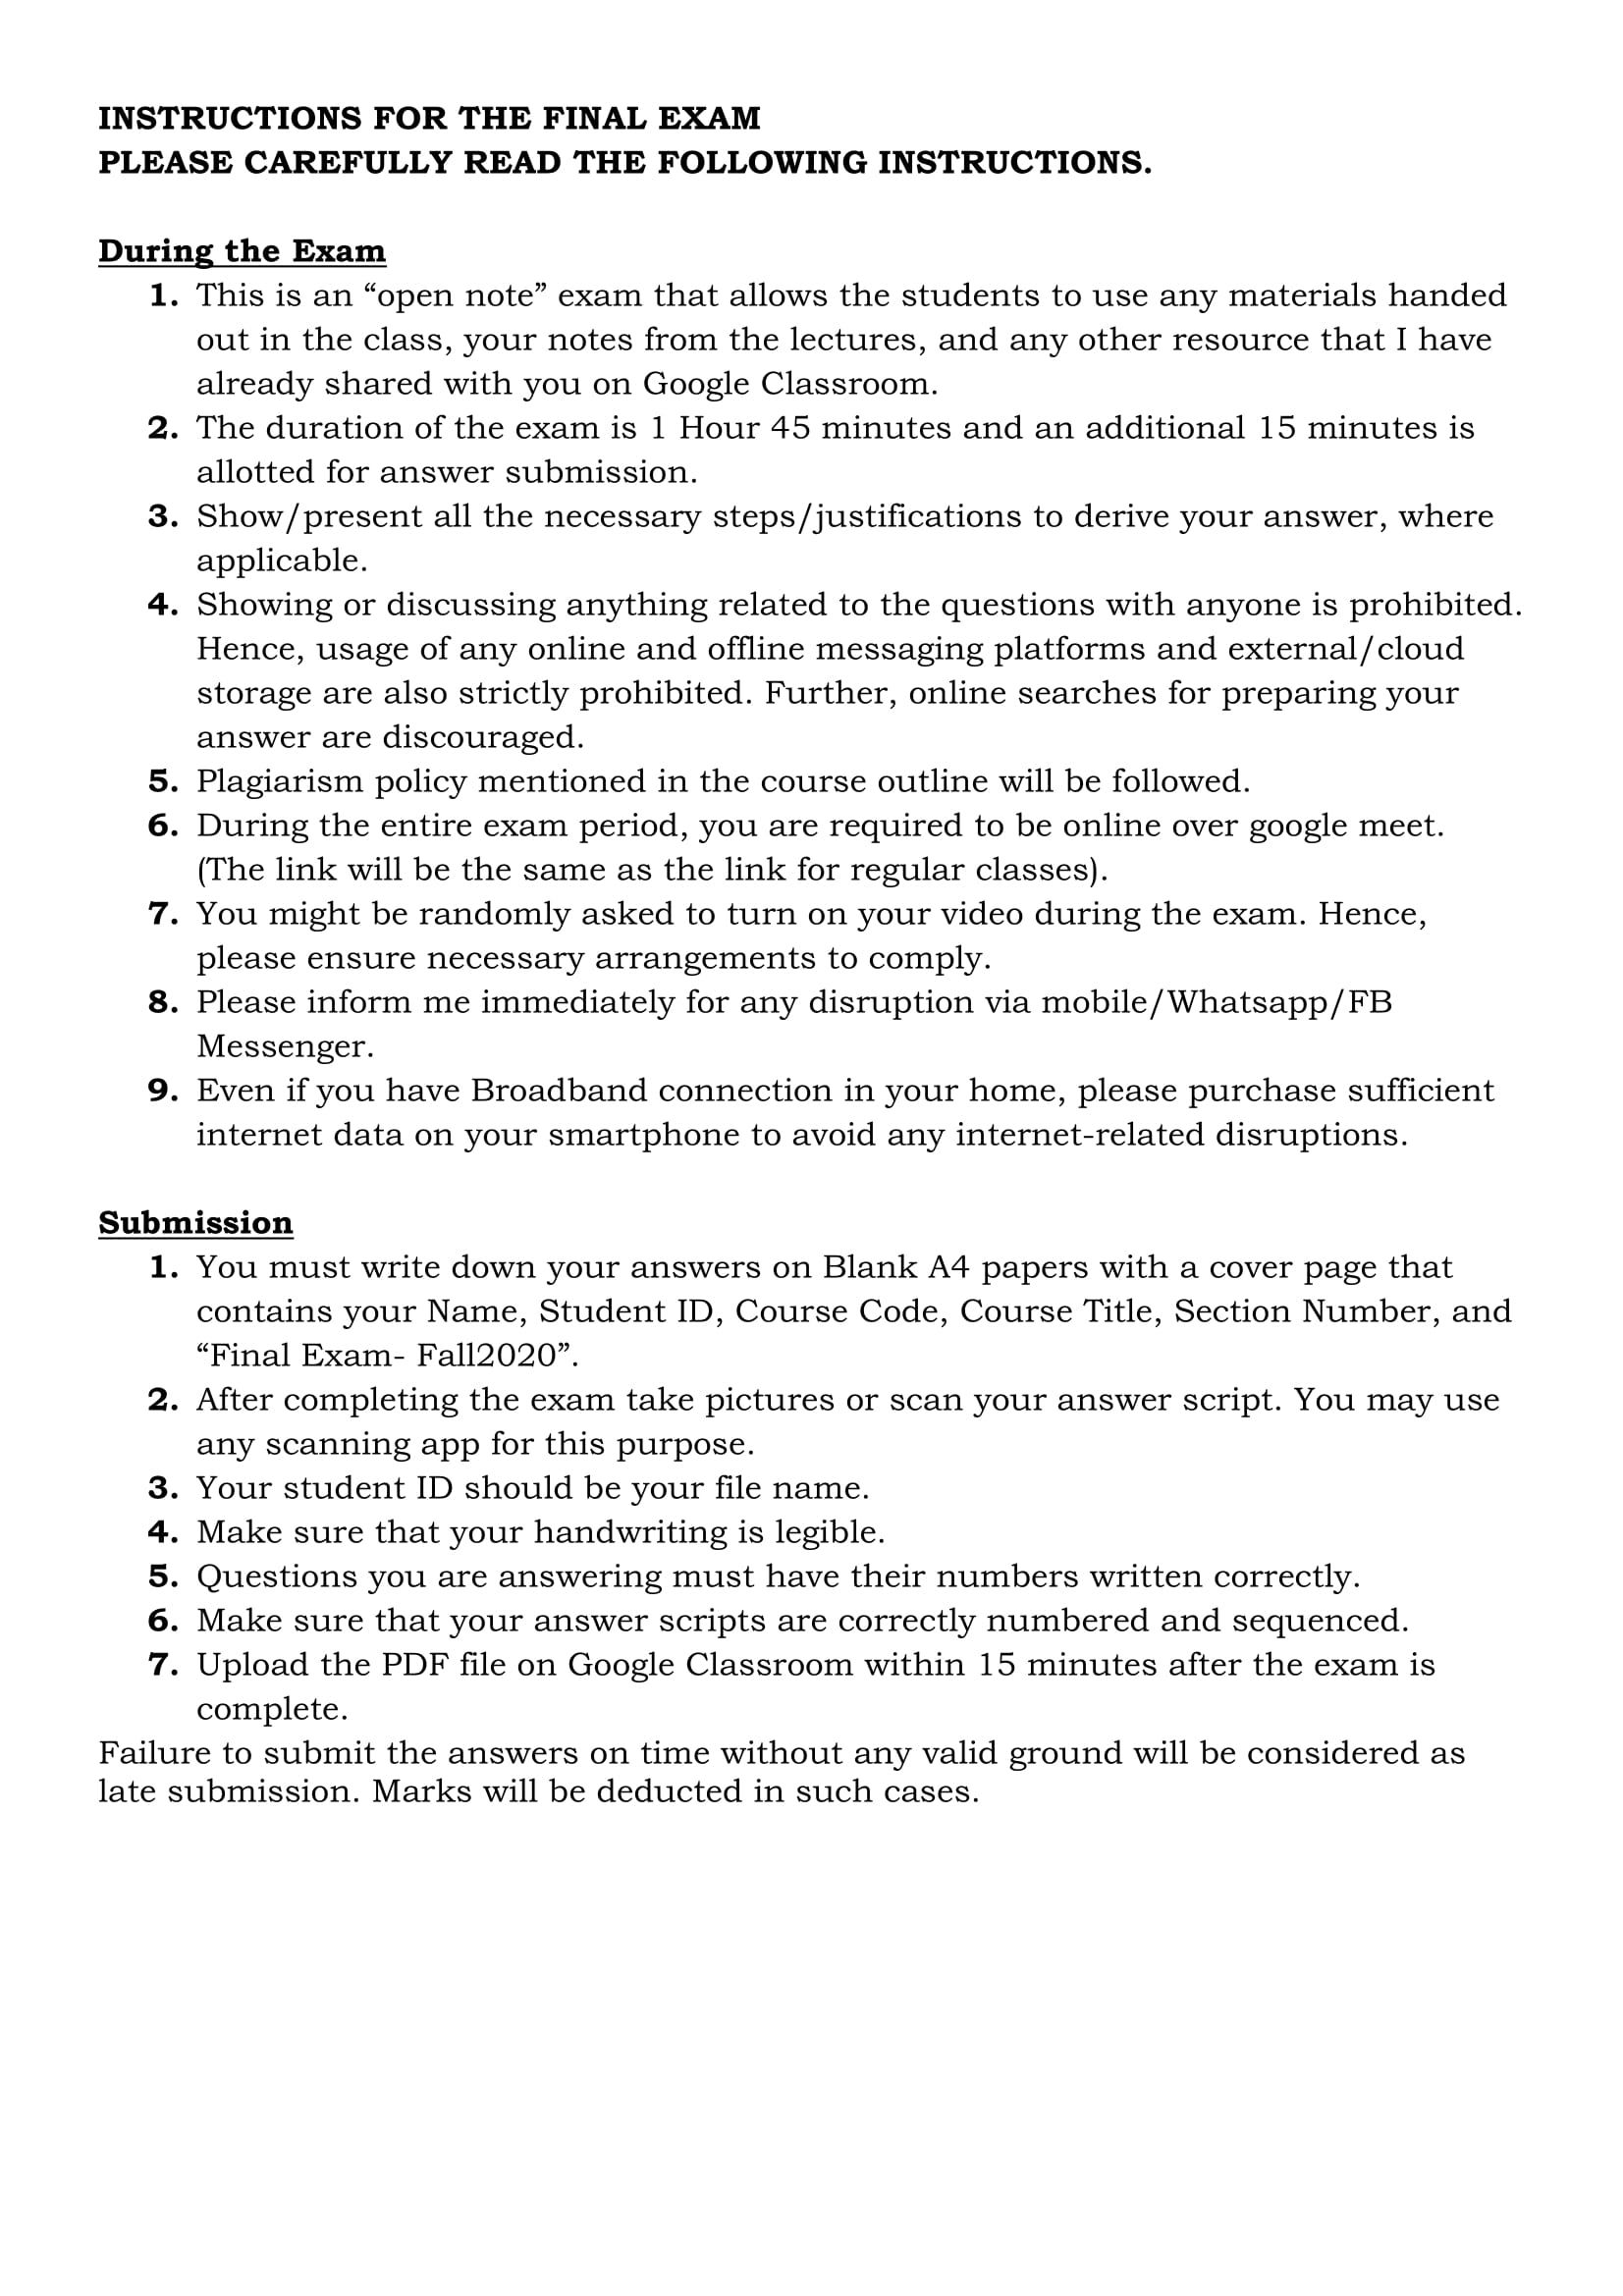 INSTRUCTIONS FOR THE FINAL EXAM
PLEASE CAREFULLY READ THE FOLLOWING INSTRUCTIONS.
During the Exam
1. This is an “open note” exam that allows the students to use any materials handed
out in the class, your notes from the lectures, and any other resource that I have
already shared with you on Google Classroom.
2. The duration of the exam is 1 Hour 45 minutes and an additional 15 minutes is
allotted for answer submission.
3. Show/present all the necessary steps/justifications to derive your answer, where
applicable.
4. Showing or discussing anything related to the questions with anyone is prohibited.
Hence, usage of any online and offline messaging platforms and external/cloud
storage are also strictly prohibited. Further, online searches for preparing your
answer are discouraged.
5. Plagiarism policy mentioned in the course outline will be followed.
6. During the entire exam period, you are required to be online over google meet.
(The link will be the same as the link for regular classes).
7. You might be randomly asked to turn on your video during the exam. Hence,
please ensure necessary arrangements to comply.
8. Please inform me immediately for any disruption via mobile/Whatsapp/FB
Messenger.
9. Even if you have Broadband connection in your home, please purchase sufficient
internet data on your smartphone to avoid any internet-related disruptions.
Submission
1. You must write down your answers on Blank A4 papers with a cover page that
contains your Name, Student ID, Course Code, Course Title, Section Number, and
“Final Exam- Fall2020”.
2. After completing the exam take pictures or scan your answer script. You may use
any scanning app for this purpose.
3. Your student ID should be your file name.
4. Make sure that your handwriting is legible.
5. Questions you are answering must have their numbers written correctly.
6. Make sure that your answer scripts are correctly numbered and sequenced.
7. Upload the PDF file on Google Classroom within 15 minutes after the exam is
complete.
Failure to submit the answers on time without any valid ground will be considered as
late submission. Marks will be deducted in such cases.